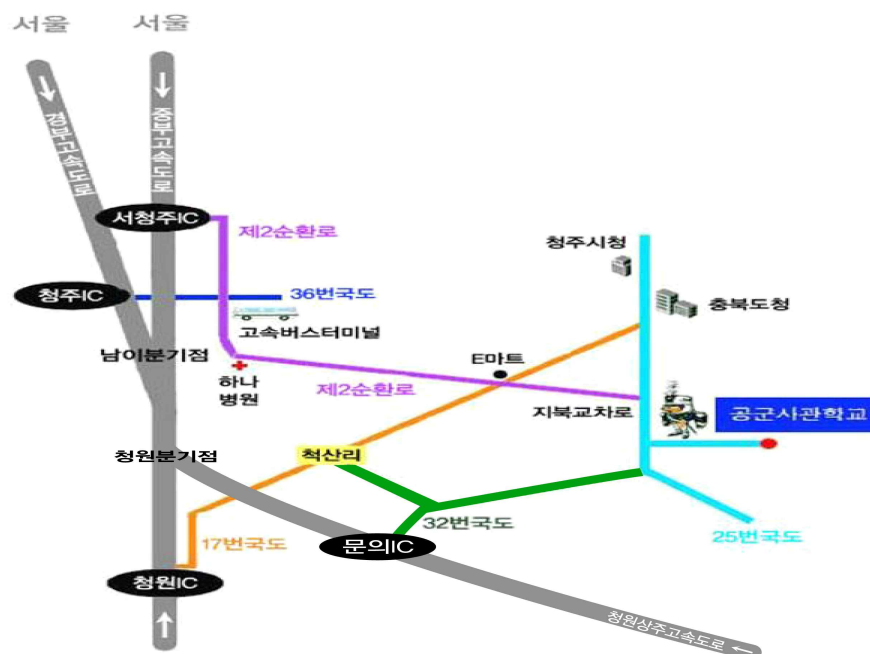 서울
서울
경부고속도로
중부고속도로
서청주IC
제2순환로
청주시청
청주IC
36번국도
충북도청
고속버스터미널
남이분기점
E마트
하나
병원
제2순환로
지북교차로
공군사관학교
청원분기점
척산리
17번국도
32번국도
25번국도
문의IC
청원IC
청원상주고속도로